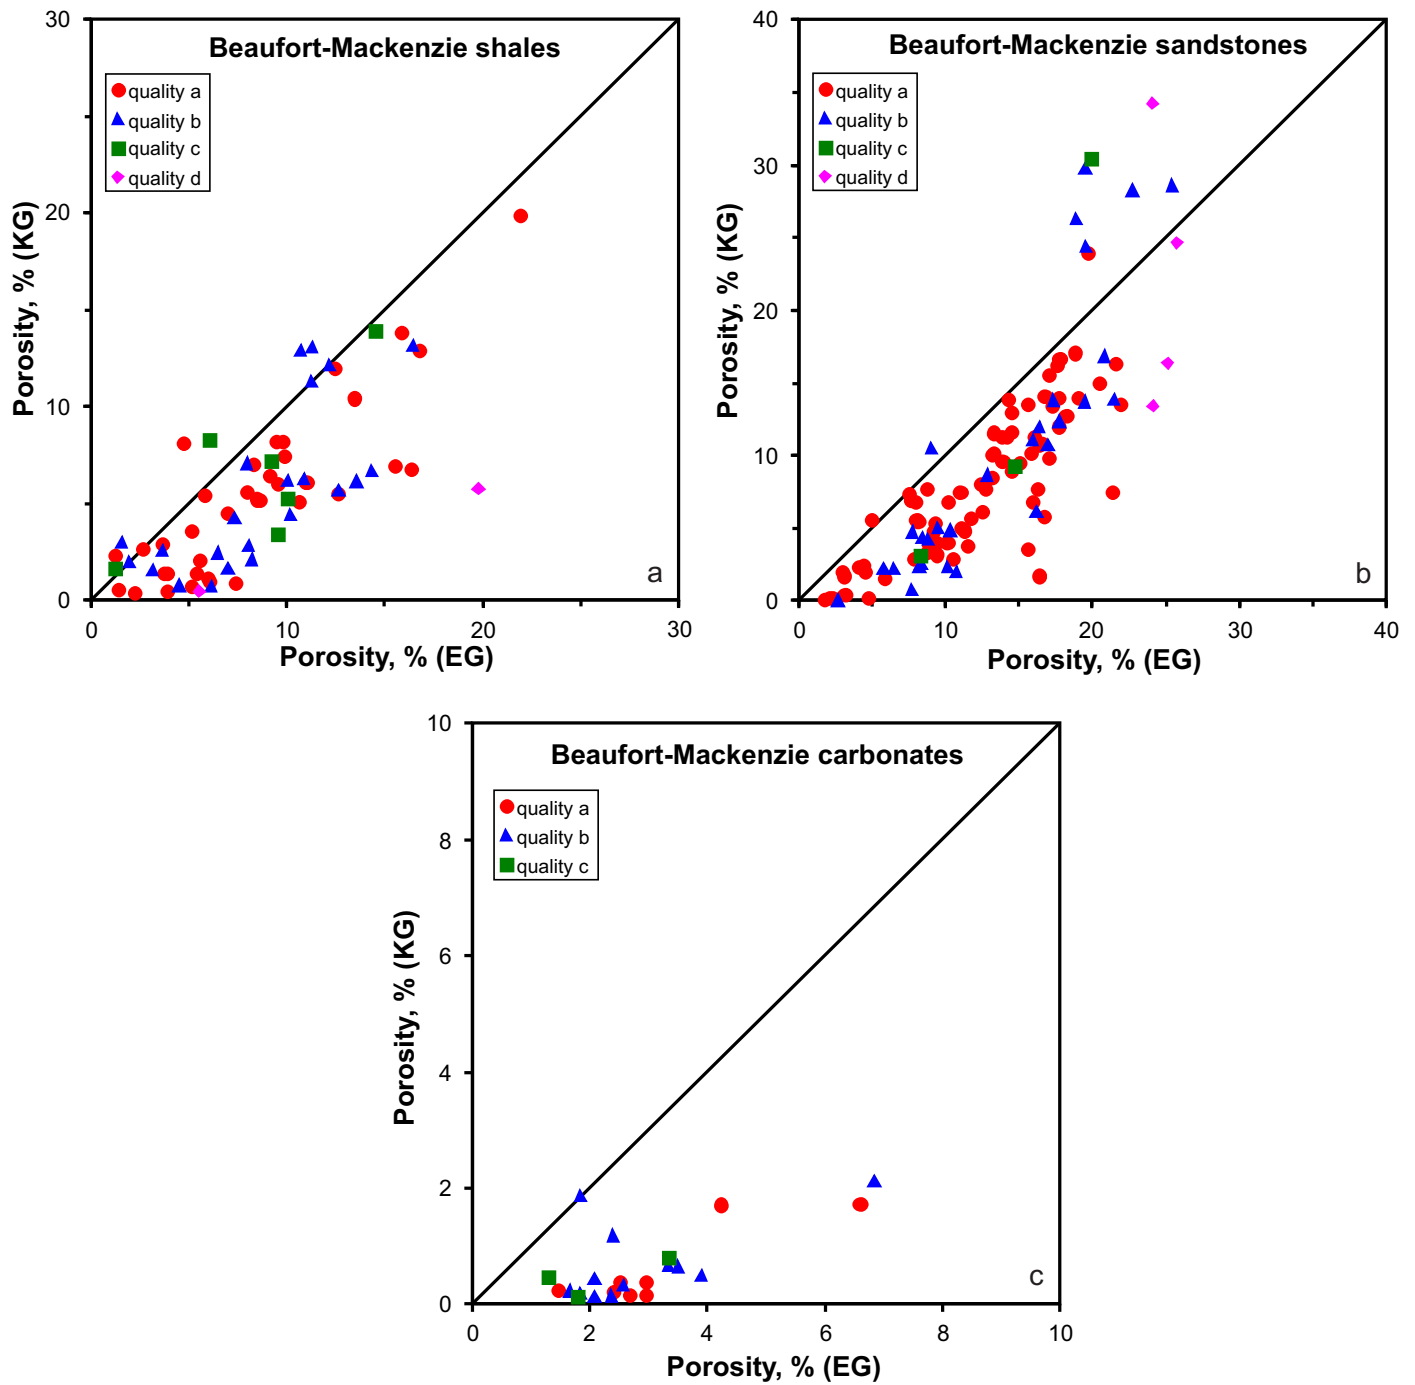 Beaufort-Mackenzie shales
quality a
quality b
quality c
quality d
30
20
10
0
0
10
20
30
Porosity, % (KG)
Porosity, % (EG)
a
Beaufort-Mackenzie sandstones
quality a
quality b
quality c
quality d
40
30
20
10
0
0
10
20
30
40
Porosity, % (KG)
Porosity, % (EG)
b
Beaufort-Mackenzie carbonates
quality a
quality b
quality c
10
8
6
4
2
0
0
2
4
6
8
10
Porosity, % (KG)
Porosity, % (EG)
c